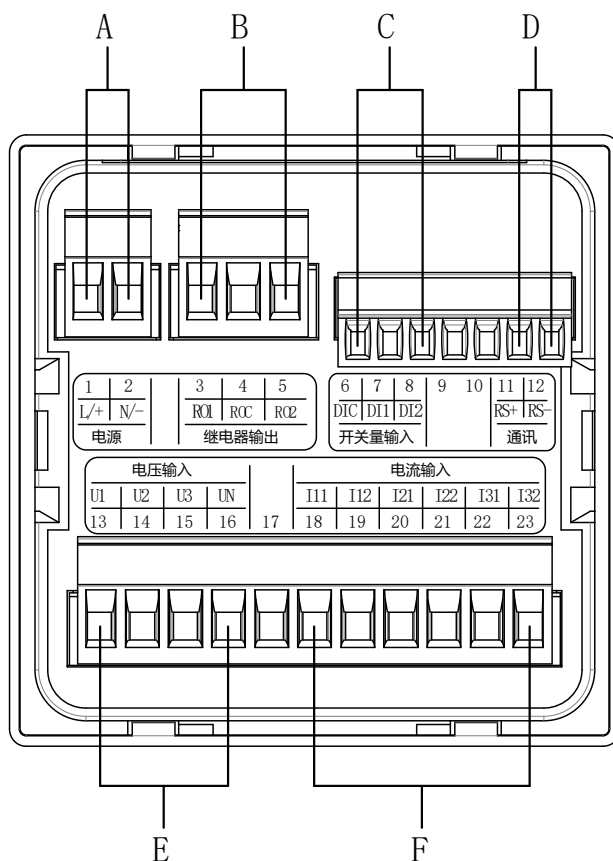 A B C D
1 2 3 4 5 6 7 8 9 10 11 12
L/+ N/- RO1 ROC RO2 DIC DI1 DI2 RS+ RS-
电源 继电器输出 开关量输入 通讯
电压输入 电流输入
U1 U2 U3 UN I11 I12 I21 I22 I31 I32
13 14 15 16 17 18 19 20 21 22 23
E F